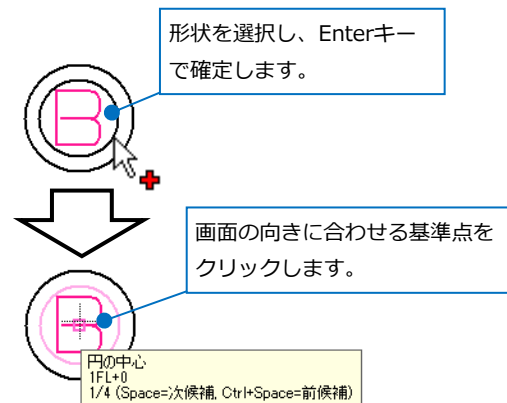 形状を選択し、Enterキー
で確定します。
B
画面の向きに合わせる基準点を
クリックします。
B
円の中心
1FL+0
1/4 (Space=次候補, Ctrl+Space=前候補)